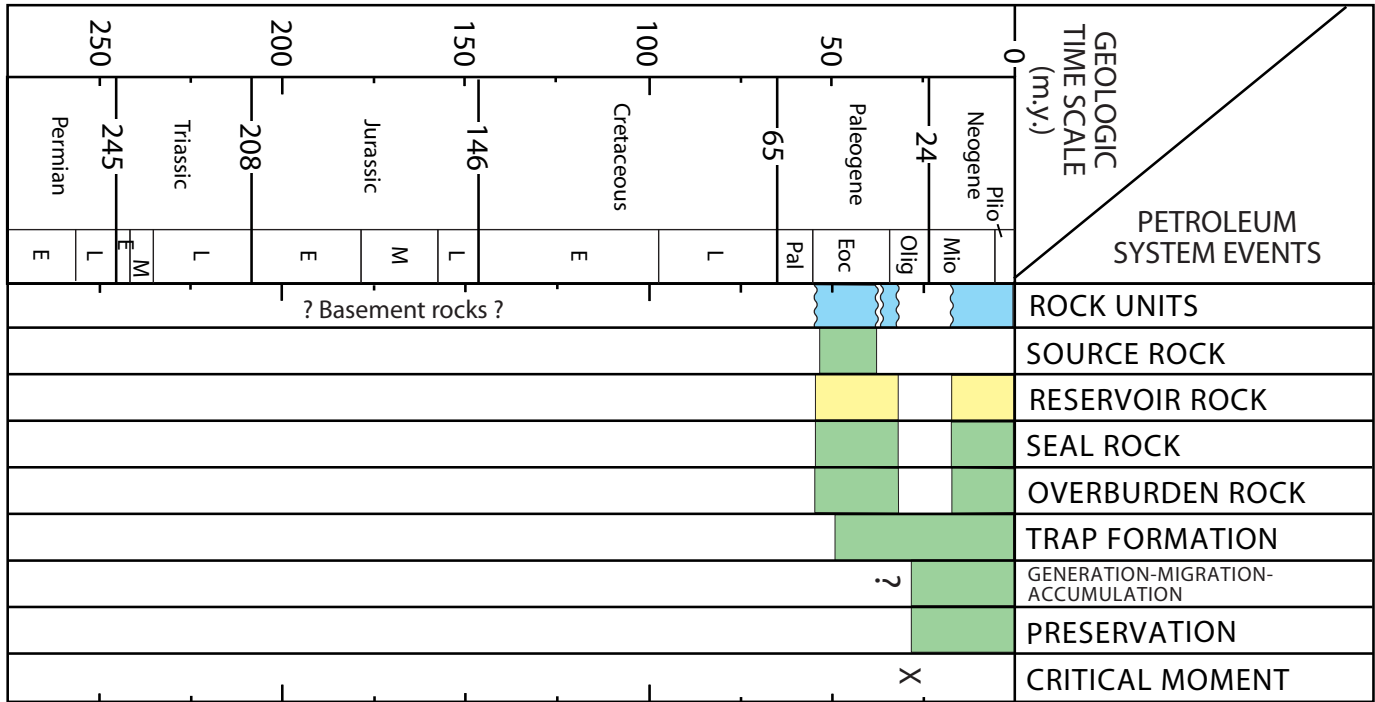 250
200
150
100
50
0
GEOLOGIC
TIME SCALE
(m.y.)
PETROLEUM
SYSTEM EVENTS
Permian
245
Triassic
208
Jurassic
146
Cretaceous
65
Paleogene
24
Neogene
Plio
E
L
E
M
L
E
M
L
E
L
Pal
Eoc
Olig
Mio
? Basement rocks ?
ROCK UNITS
SOURCE ROCK
RESERVOIR ROCK
SEAL ROCK
OVERBURDEN ROCK
TRAP FORMATION
?
GENERATION-MIGRATION-
ACCUMULATION
PRESERVATION
X
CRITICAL MOMENT